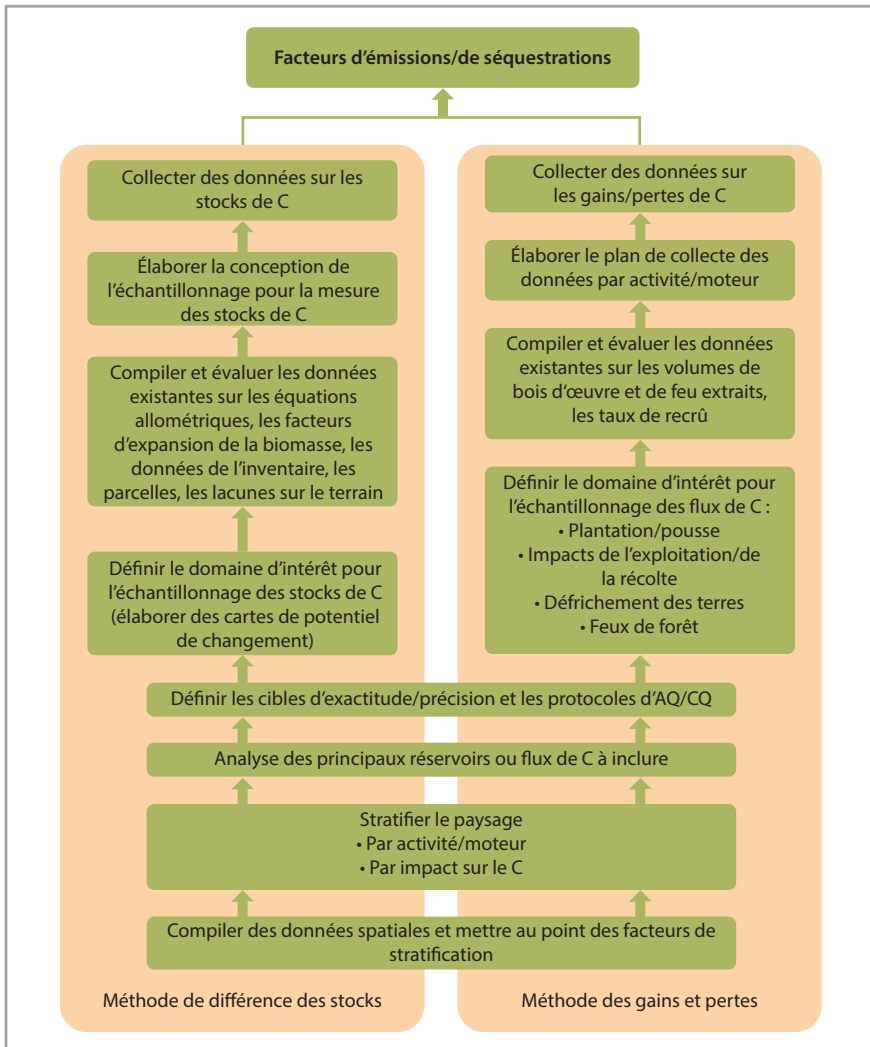 Facteurs d'émissions/de séquestrations
Collecter des données sur les
stocks de C
Élaborer la conception de
l'échantillonnage pour la mesure
des stocks de C
Compiler et évaluer les données
existantes sur les équations
allométriques, les facteurs
d'expansion de la biomasse, les
données de l'inventaire, les
parcelles, les lacunes sur le terrain
Définir le domaine d'intérêt pour
l'échantillonnage des stocks de C
(élaborer des cartes de potentiel
de changement)
Collecter des données sur
les gains/pertes de C
Élaborer le plan de collecte des
données par activité/moteur
Compiler et évaluer les données
existantes sur les volumes de
bois d'œuvre et de feu extraits,
les taux de recrû
Définir le domaine d'intérêt pour
l'échantillonnage des flux de C :
• Plantation/pousse
• Impacts de l'exploitation/de
la récolte
• Défrichement des terres
• Feux de forêt
Définir les cibles d'exactitude/précision et les protocoles d'AQ/CQ
Analyse des principaux réservoirs ou flux de C à inclure
Stratifier le paysage
• Par activité/moteur
• Par impact sur le C
Compiler des données spatiales et mettre au point des facteurs de
stratification
Méthode de différence des stocks
Méthode des gains et pertes